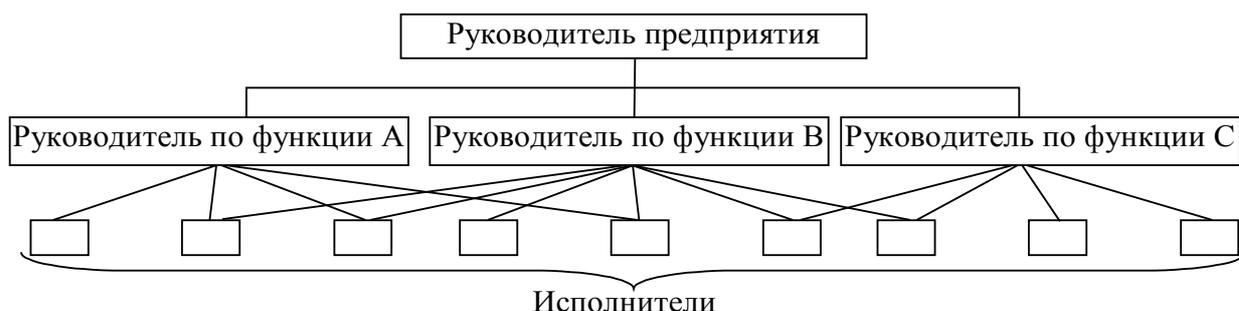 Руководитель предприятия
Руководитель по функции А
Руководитель по функции В
Руководитель по функции С
Исполнители